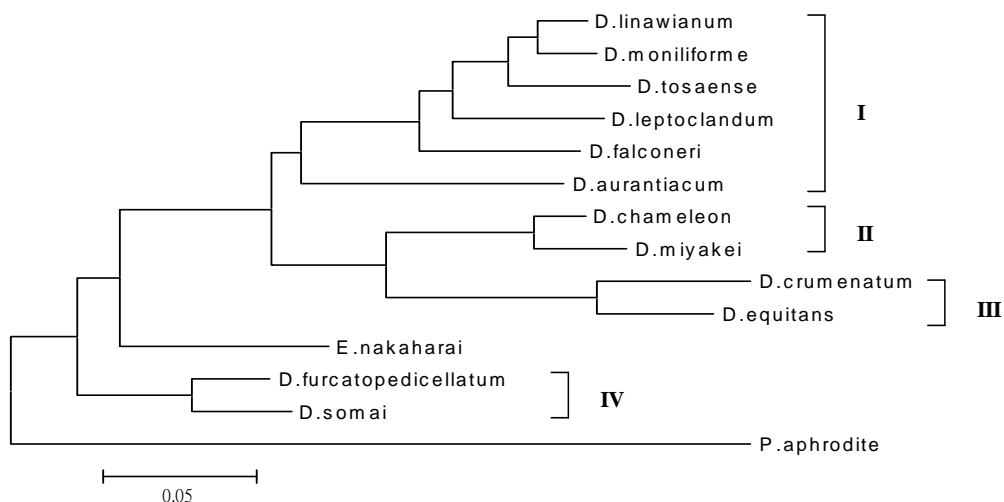 D.linawianum
D.moniliforme
D.tosaense
D.leptoclandum
I
D.falconeri
D.aurantiacum
D.chameleon
II
D.miyakei
D.crumenatum
III
D.equitans
E.nakaharai
D.furcatopedicellatum
IV
D.somai
P.aphrodite
0.05